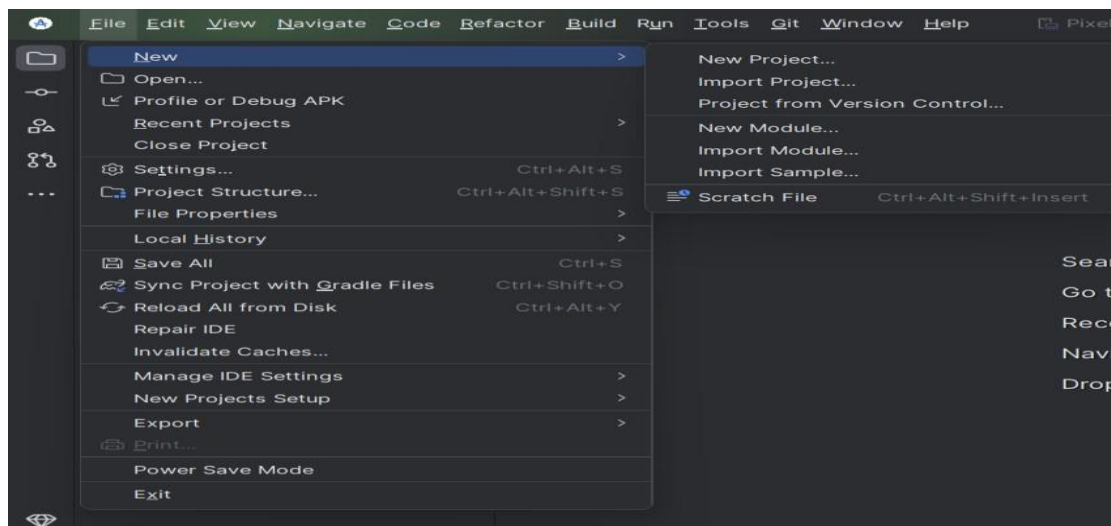 File Edit View Navigate Code Refactor Build Run Tools Git Window Help
New >
Open...
Profile or Debug APK
Recent Projects >
Close Project
Settings... Ctrl+Alt+S
Project Structure... Ctrl+Alt+Shift+S
File Properties >
Local History >
Save All Ctrl+S
Sync Project with Gradle Files Ctrl+Shift+O
Reload All from Disk Ctrl+Alt+Y
Repair IDE
Invalidate Caches...
Manage IDE Settings >
New Projects Setup >
Export >
Print...
Power Save Mode
Exit
New Project...
Import Project...
Project from Version Control...
New Module...
Import Module...
Import Sample...
Scratch File Ctrl+Alt+Shift+Insert
Go t
Drop